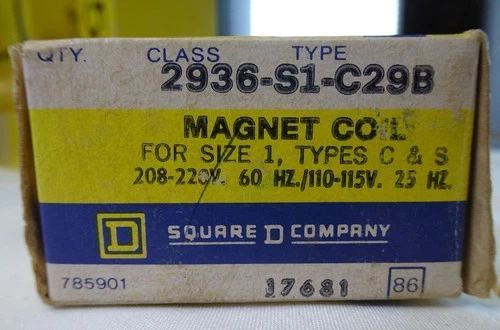 QTY. CLASS TYPE
2936-S1-C29B
MAGNET COIL
FOR SIZE 1, TYPES C & S
208-220V. 60 HZ./110-115V. 25 HZ.
D SQUARE D COMPANY
785901 17681 86